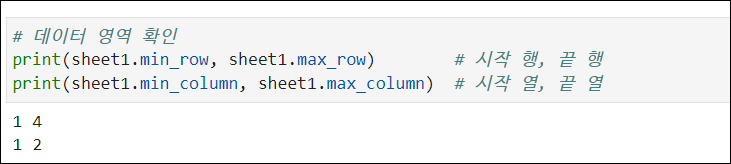 # 데이터 영역 확인
print(sheet1.min_row, sheet1.max_row)        # 시작 행, 끝 행
print(sheet1.min_column, sheet1.max_column)  # 시작 열, 끝 열
1 4
1 2